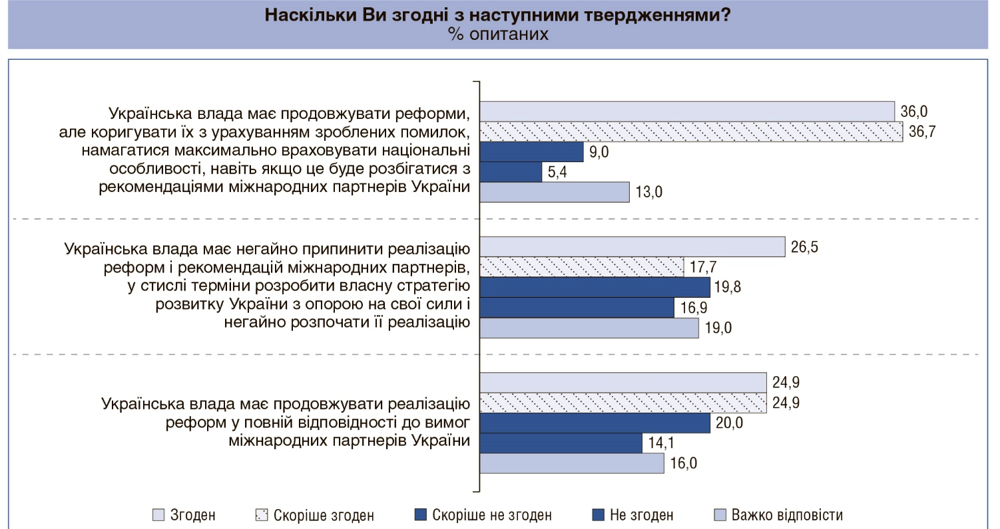 Наскільки Ви згодні з наступними твердженнями?
% опитаних
Українська влада має продовжувати реформи,
але коригувати їх з урахуванням зроблених помилок,
намагатися максимально враховувати національні
особливості, навіть якщо це буде розбігатися з
рекомендаціями міжнародних партнерів України
36,0
36,7
9,0
5,4
13,0
Українська влада має негайно припинити реалізацію
реформ і рекомендацій міжнародних партнерів,
у стислі терміни розробити власну стратегію
розвитку України з опорою на свої сили і
негайно розпочати її реалізацію
26,5
17,7
19,8
16,9
19,0
Українська влада має продовжувати реалізацію
реформ у повній відповідності до вимог
міжнародних партнерів України
24,9
24,9
20,0
14,1
16,0
Згоден Скоріше згоден Скоріше не згоден Не згоден Важко відповісти